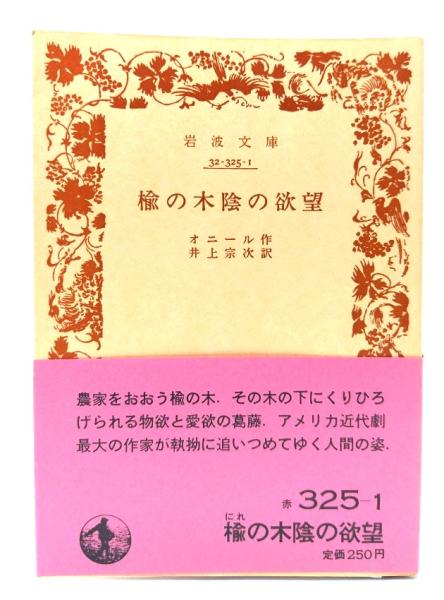 岩波文庫
32-325-1
楡の木陰の欲望
オニール作
井上宗次訳
農家をおおう楡の木．その木の下にくりひろ
げられる物欲と愛欲の葛藤．アメリカ近代劇
最大の作家が執拗に追いつめてゆく人間の姿．
赤 325-1
にれ
楡の木陰の欲望
定価250円